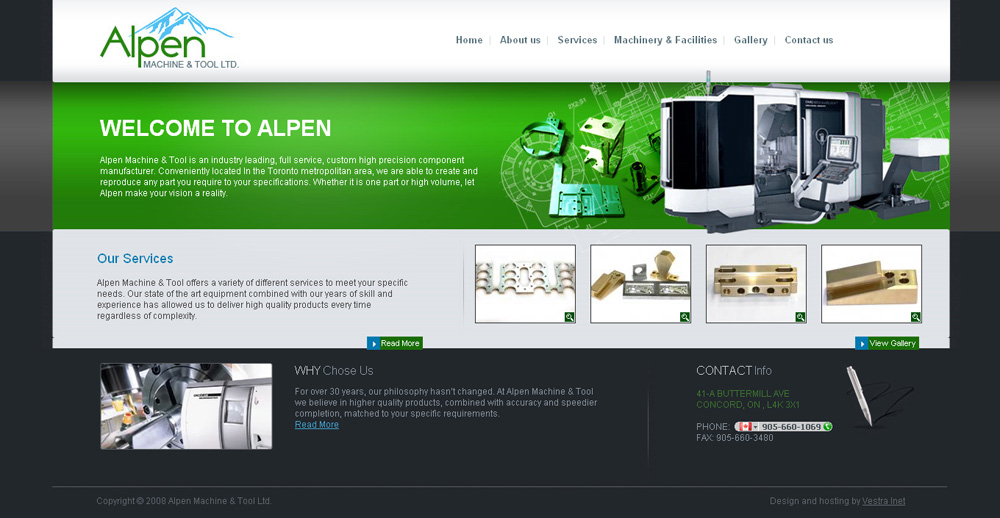 Alpen
MACHINE & TOOL LTD.
Home
About us
Services
Machinery & Facilities
Gallery
Contact us
WELCOME TO ALPEN
Alpen Machine & Tool is an industry leading, full service, custom high precision component
manufacturer. Conveniently located In the Toronto metropolitan area, we are able to create and
reproduce any part you require to your specifications. Whether it is one part or high volume, let
Alpen make your vision a reality.
Our Services
Alpen Machine & Tool offers a variety of different services to meet your specific
needs. Our state of the art equipment combined with our years of skill and
experience has allowed us to deliver high quality products every time
regardless of complexity.
Read More
View Gallery
WHY Chose Us
For over 30 years, our philosophy hasn't changed. At Alpen Machine & Tool
we believe in higher quality products, combined with accuracy and speedier
completion, matched to your specific requirements.
Read More
CONTACT Info
41-A BUTTERMILL AVE
CONCORD, ON , L4K 3X1
PHONE: 905-660-1069
FAX: 905-660-3480
Copyright © 2008 Alpen Machine & Tool Ltd.
Design and hosting by Vestra Inet